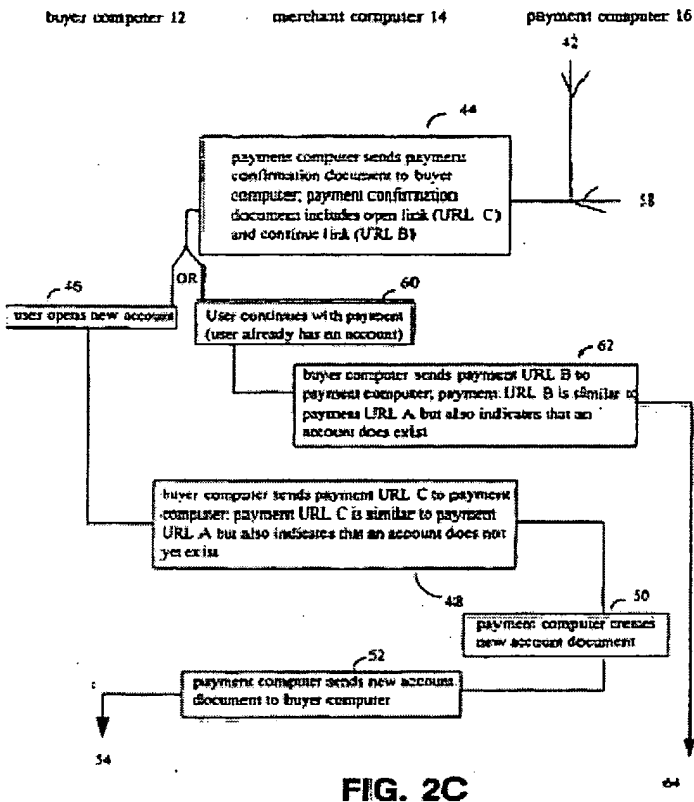 buyer computer 12 merchant computer 14 payment computer 16
42
44
payment computer sends payment
confirmation document to buyer
computer; payment confirmation
document includes open link (URL C)
and continue link (URL B)
58
OR
46
user opens new account
60
User continues with payment
(user already has an account)
62
buyer computer sends payment URL B to
payment computer; payment URL B is similar to
payment URL A but also indicates that an
account does exist
buyer computer sends payment URL C to payment
computer; payment URL C is similar to payment
URL A but also indicates that an account does not
yet exist
48
50
payment computer creates
new account document
52
payment computer sends new account
document to buyer computer
54
64
FIG. 2C